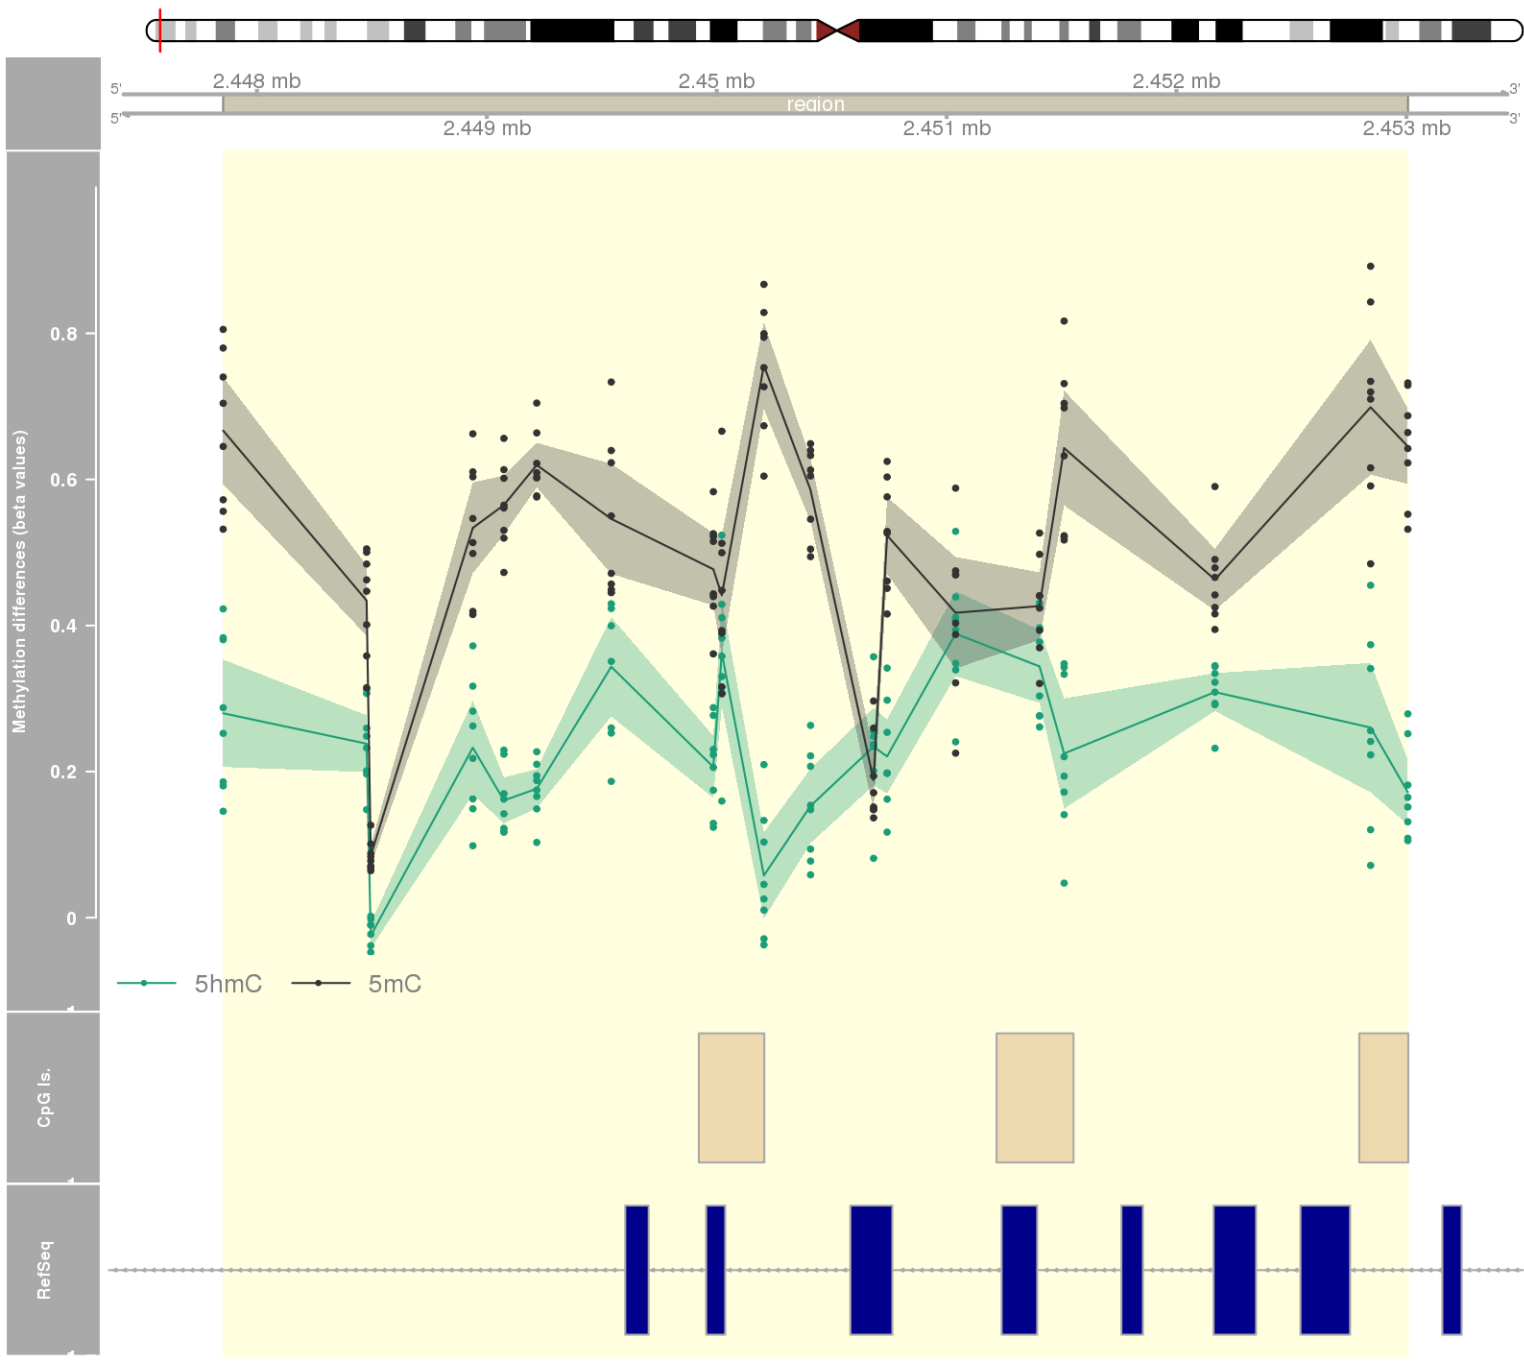 2.448 mb 2.45 mb 2.452 mb
5' 3'
region
5' 3'
2.449 mb 2.451 mb 2.453 mb
Methylation differences (beta values)
0.8
0.6
0.4
0.2
0
5hmC 5mC
CpG Is.
RefSeq